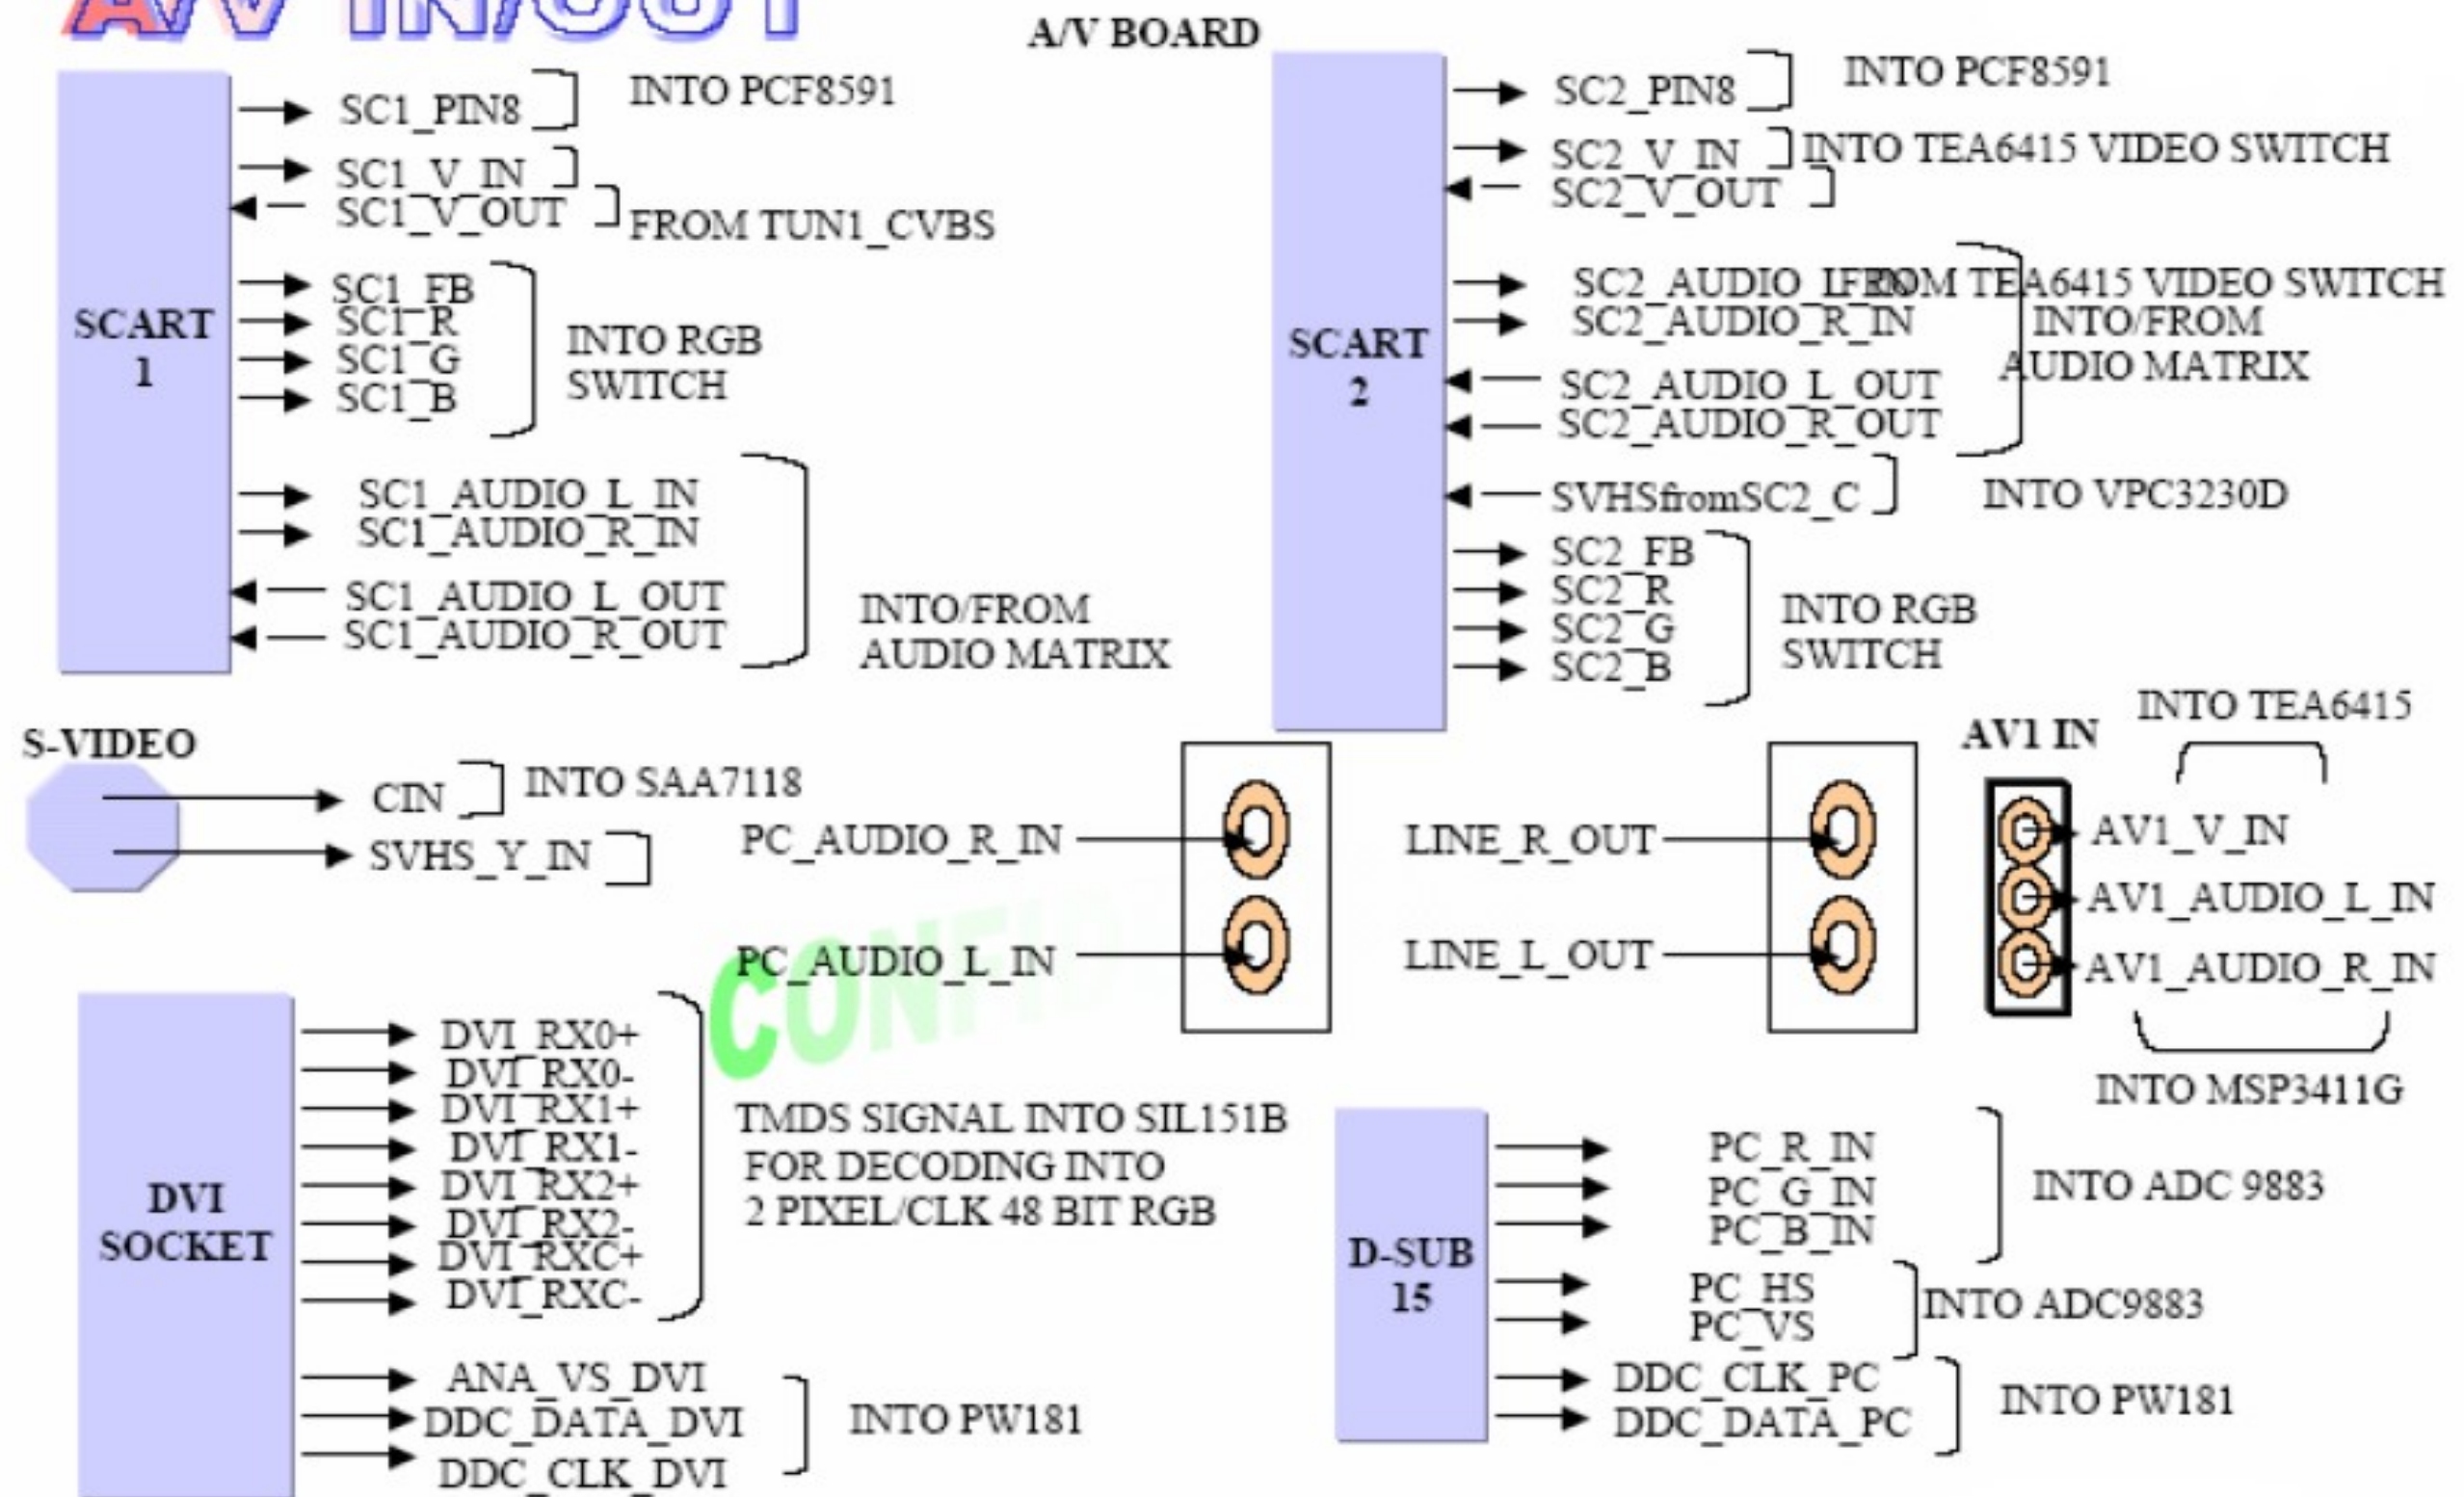 A/V IN/OUT
A/V BOARD
SCART
1
SC1_PIN8
INTO PCF8591
SC1_V_IN
SC1_V_OUT
FROM TUN1_CVBS
SC1_FB
SC1_R
SC1_G
SC1_B
INTO RGB
SWITCH
SC1_AUDIO_L_IN
SC1_AUDIO_R_IN
SC1_AUDIO_L_OUT
SC1_AUDIO_R_OUT
INTO/FROM
AUDIO MATRIX
SCART
2
SC2_PIN8
INTO PCF8591
SC2_V_IN
INTO TEA6415 VIDEO SWITCH
SC2_V_OUT
SC2_AUDIO_L_IN
FROM TEA6415 VIDEO SWITCH
SC2_AUDIO_R_IN
INTO/FROM
AUDIO MATRIX
SC2_AUDIO_L_OUT
SC2_AUDIO_R_OUT
SVHSfromSC2_C
INTO VPC3230D
SC2_FB
SC2_R
SC2_G
SC2_B
INTO RGB
SWITCH
S-VIDEO
CIN
INTO SAA7118
SVHS_Y_IN
PC_AUDIO_R_IN
PC_AUDIO_L_IN
LINE_R_OUT
LINE_L_OUT
AV1 IN
INTO TEA6415
AV1_V_IN
AV1_AUDIO_L_IN
AV1_AUDIO_R_IN
INTO MSP3411G
CONFID
DVI
SOCKET
DVI_RX0+
DVI_RX0-
DVI_RX1+
DVI_RX1-
DVI_RX2+
DVI_RX2-
DVI_RXC+
DVI_RXC-
TMDS SIGNAL INTO SIL151B
FOR DECODING INTO
2 PIXEL/CLK 48 BIT RGB
ANA_VS_DVI
DDC_DATA_DVI
DDC_CLK_DVI
INTO PW181
D-SUB
15
PC_R_IN
PC_G_IN
PC_B_IN
INTO ADC 9883
PC_HS
PC_VS
INTO ADC9883
DDC_CLK_PC
DDC_DATA_PC
INTO PW181